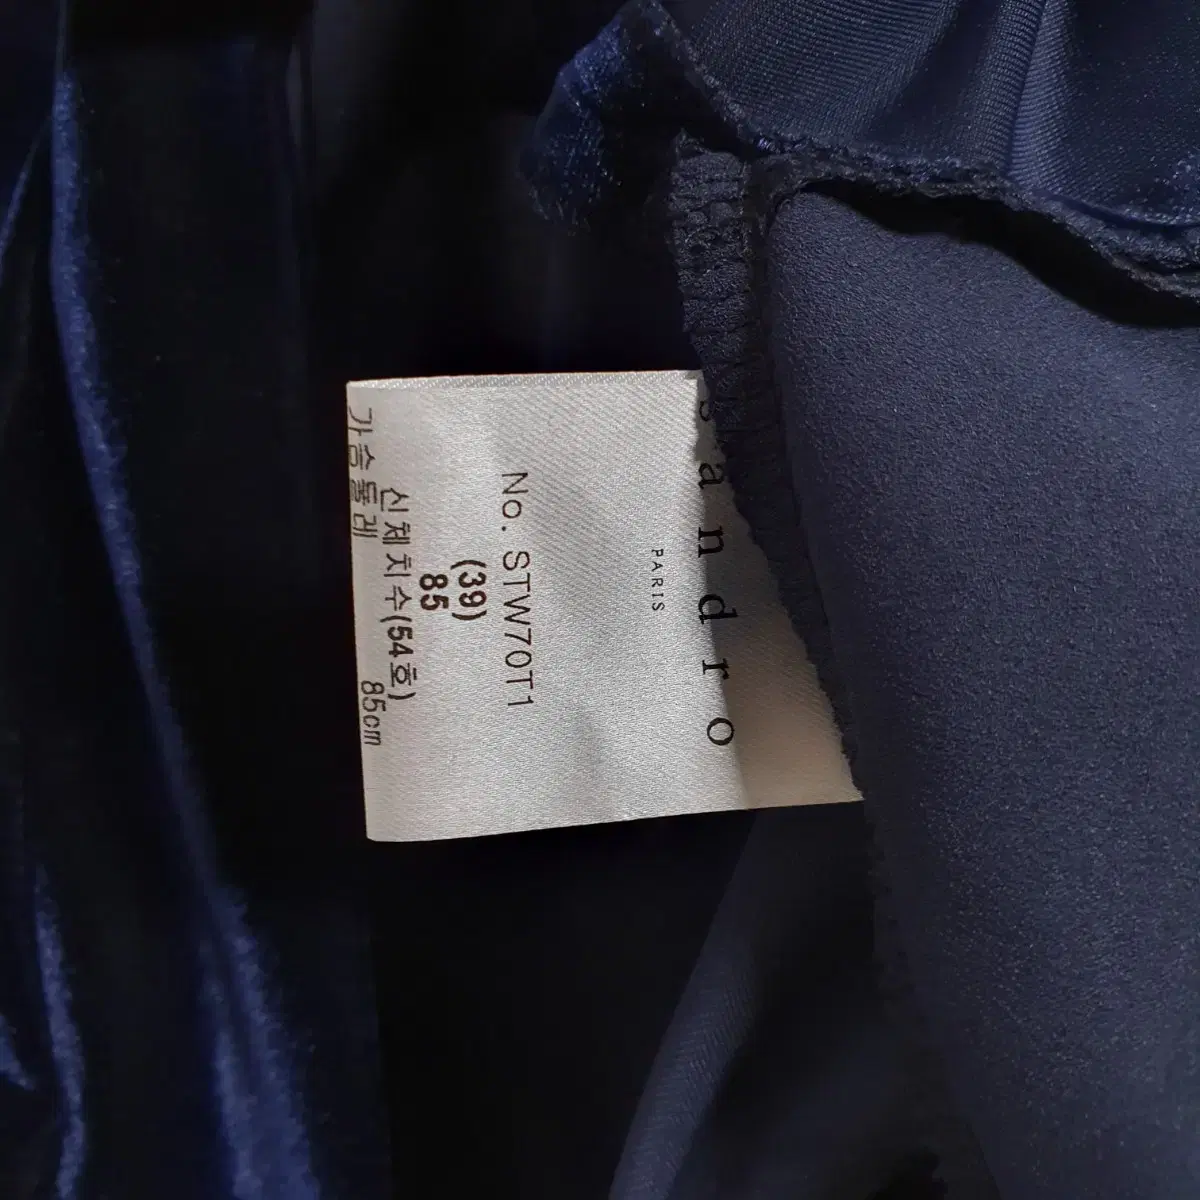 sandro
PARIS
No. STW70T1
(39)
85
신체치수(54호)
가슴둘레 85cm